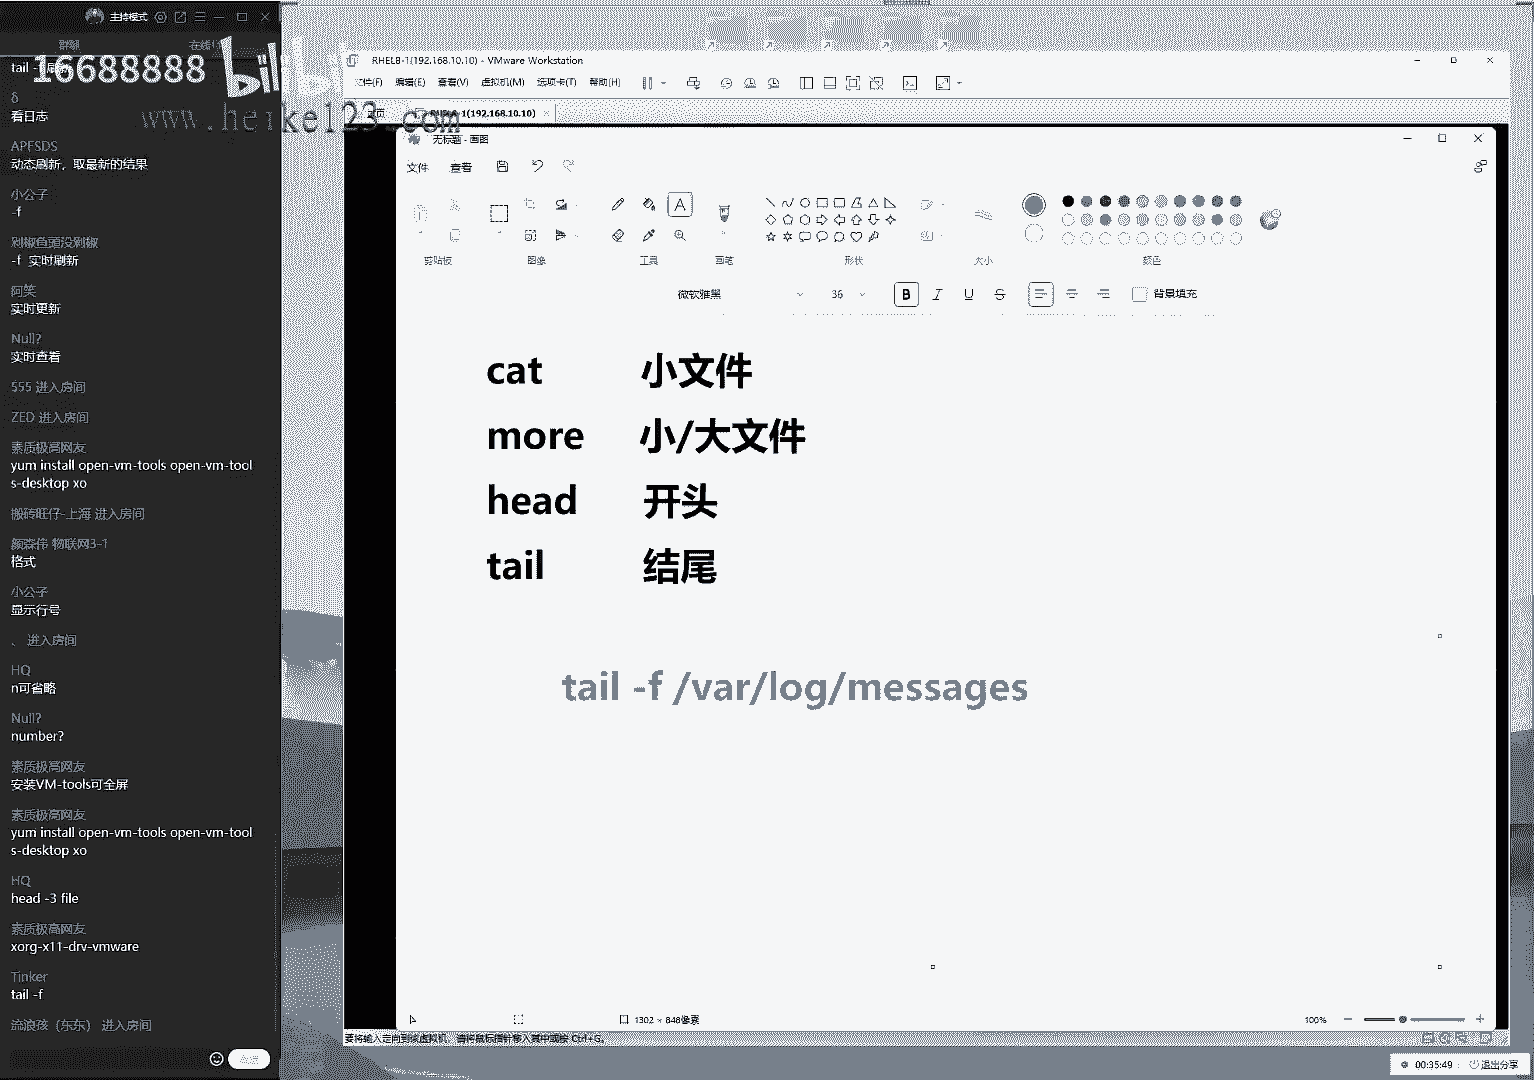 主持模式
群聊
tail -f 刷新
16688888
bilibili
δ
看日志
www.heike123.com
APFSDS
动态刷新，取最新的结果
小公子
-f
剁椒鱼头没剁椒
-f 实时刷新
阿笑
实时更新
Null?
实时查看
555 进入房间
ZED 进入房间
素质极高网友
yum install open-vm-tools open-vm-tool
s-desktop xo
搬砖旺仔-上海 进入房间
颜森伟 物联网3-1
格式
小公子
显示行号
、 进入房间
HQ
n可省略
Null?
number?
素质极高网友
安装VM-tools可全屏
素质极高网友
yum install open-vm-tools open-vm-tool
s-desktop xo
HQ
head -3 file
素质极高网友
xorg-x11-drv-vmware
Tinker
tail -f
流浪孩（东东） 进入房间
RHEL8-1(192.168.10.10) - VMware Workstation
文件(F) 编辑(E) 查看(V) 虚拟机(M) 选项卡(T) 帮助(H)
RHEL8-1(192.168.10.10)
无标题 - 画图
文件 查看
剪贴板 图像 工具 画笔 形状 大小 颜色
微软雅黑 36 B I U S 背景填充
cat 小文件
more 小/大文件
head 开头
tail 结尾
tail -f /var/log/messages
1302 × 848像素
100%
要将输入定向到该虚拟机，请将鼠标指针移入其中或按 Ctrl+G。
00:35:49 退出分享